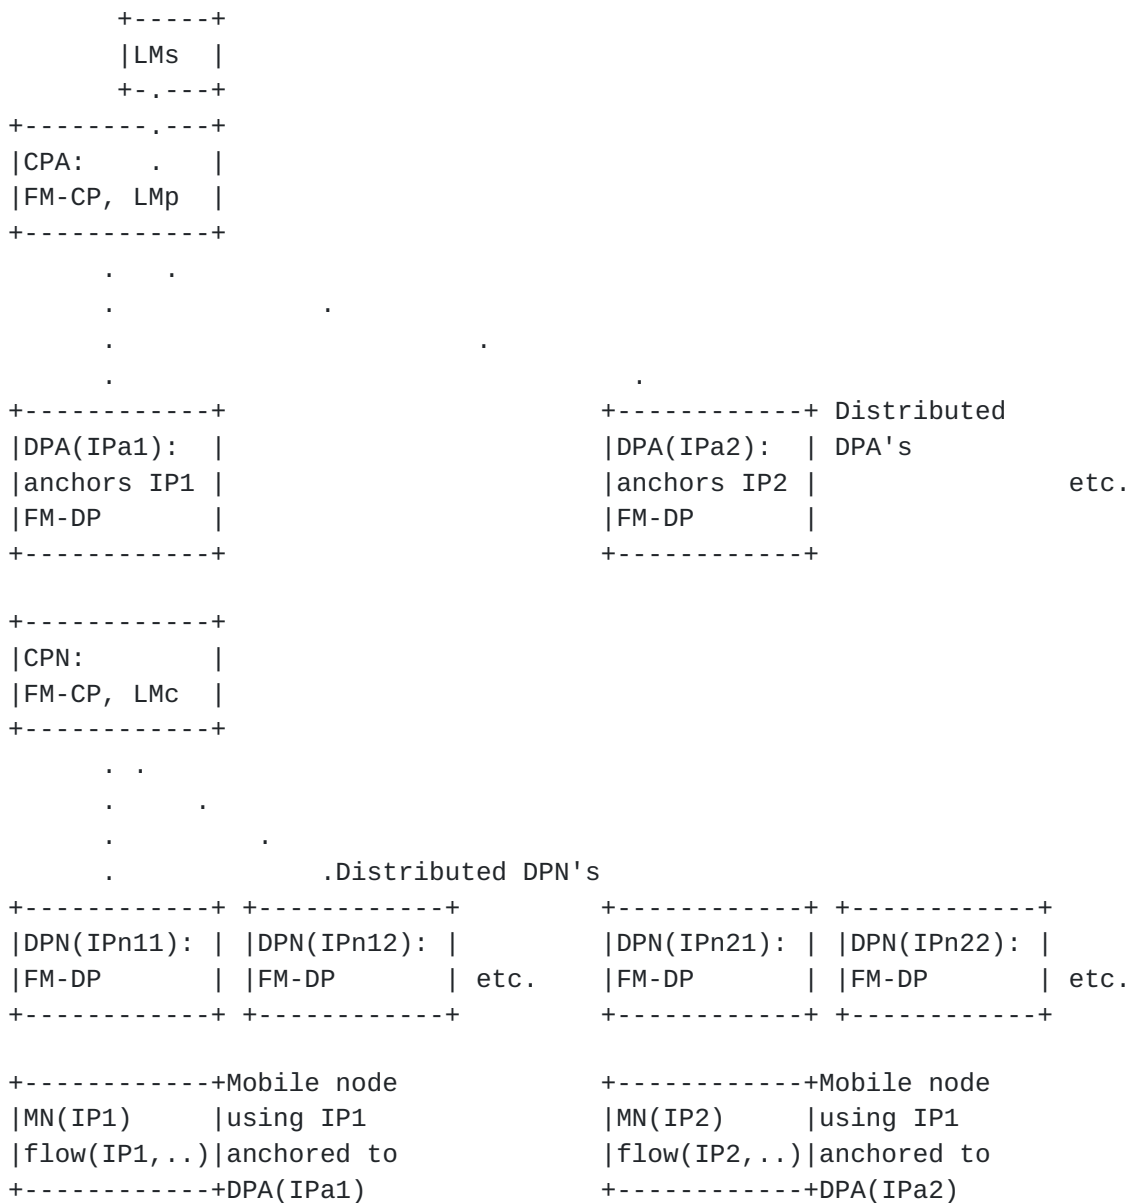 +-----+
      |LMs  |
      +-.---+
+--------.---+
|CPA:    .   |
|FM-CP, LMp  |
+------------+
      .   .
      .             .
      .                       .
      .                                 .
+------------+                        +------------+ Distributed
|DPA(IPa1):  |                        |DPA(IPa2):  | DPA's
|anchors IP1 |                        |anchors IP2 |                etc.
|FM-DP       |                        |FM-DP       |
+------------+                        +------------+

+------------+
|CPN:        |
|FM-CP, LMc  |
+------------+
      . .
      .     .
      .         .
      .             .Distributed DPN's
+------------+ +------------+         +------------+ +------------+
|DPN(IPn11): | |DPN(IPn12): |         |DPN(IPn21): | |DPN(IPn22): |
|FM-DP       | |FM-DP       | etc.    |FM-DP       | |FM-DP       | etc.
+------------+ +------------+         +------------+ +------------+

+------------+Mobile node             +------------+Mobile node
|MN(IP1)     |using IP1               |MN(IP2)     |using IP1
|flow(IP1,..)|anchored to             |flow(IP2,..)|anchored to
+------------+DPA(IPa1)               +------------+DPA(IPa2)